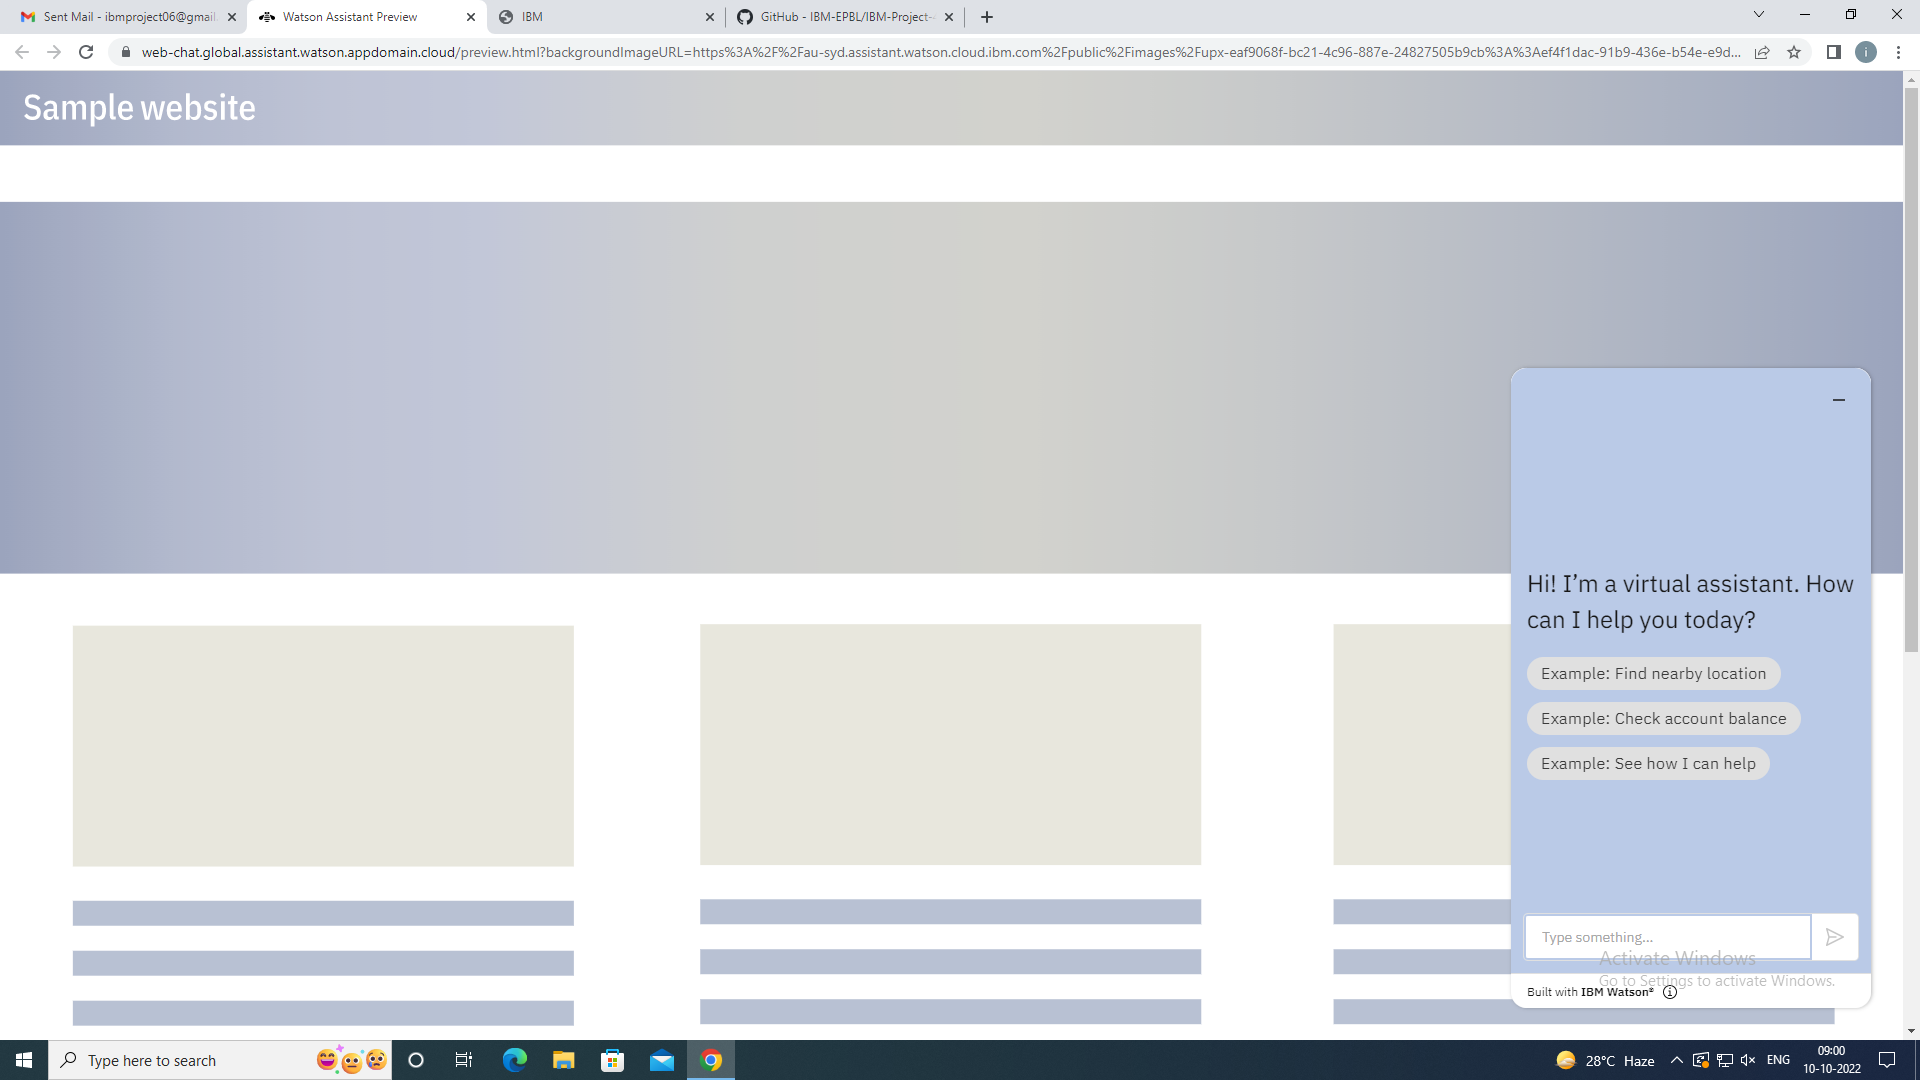 Sent Mail - ibmproject06@gmail.
Watson Assistant Preview
IBM
GitHub - IBM-EPBL/IBM-Project-
web-chat.global.assistant.watson.appdomain.cloud/preview.html?backgroundImageURL=https%3A%2F%2Fau-syd.assistant.watson.cloud.ibm.com%2Fpublic%2Fimages%2Fupx-eaf9068f-bc21-4c96-887e-24827505b9cb%3A%3Aef4f1dac-91b9-436e-b54e-e9d...
i
Sample website
Hi! I’m a virtual assistant. How
can I help you today?
Example: Find nearby location
Example: Check account balance
Example: See how I can help
Type something...
Activate Windows
Go to Settings to activate Windows.
Built with IBM Watson®
Type here to search
28°C Haze
ENG
09:00
10-10-2022